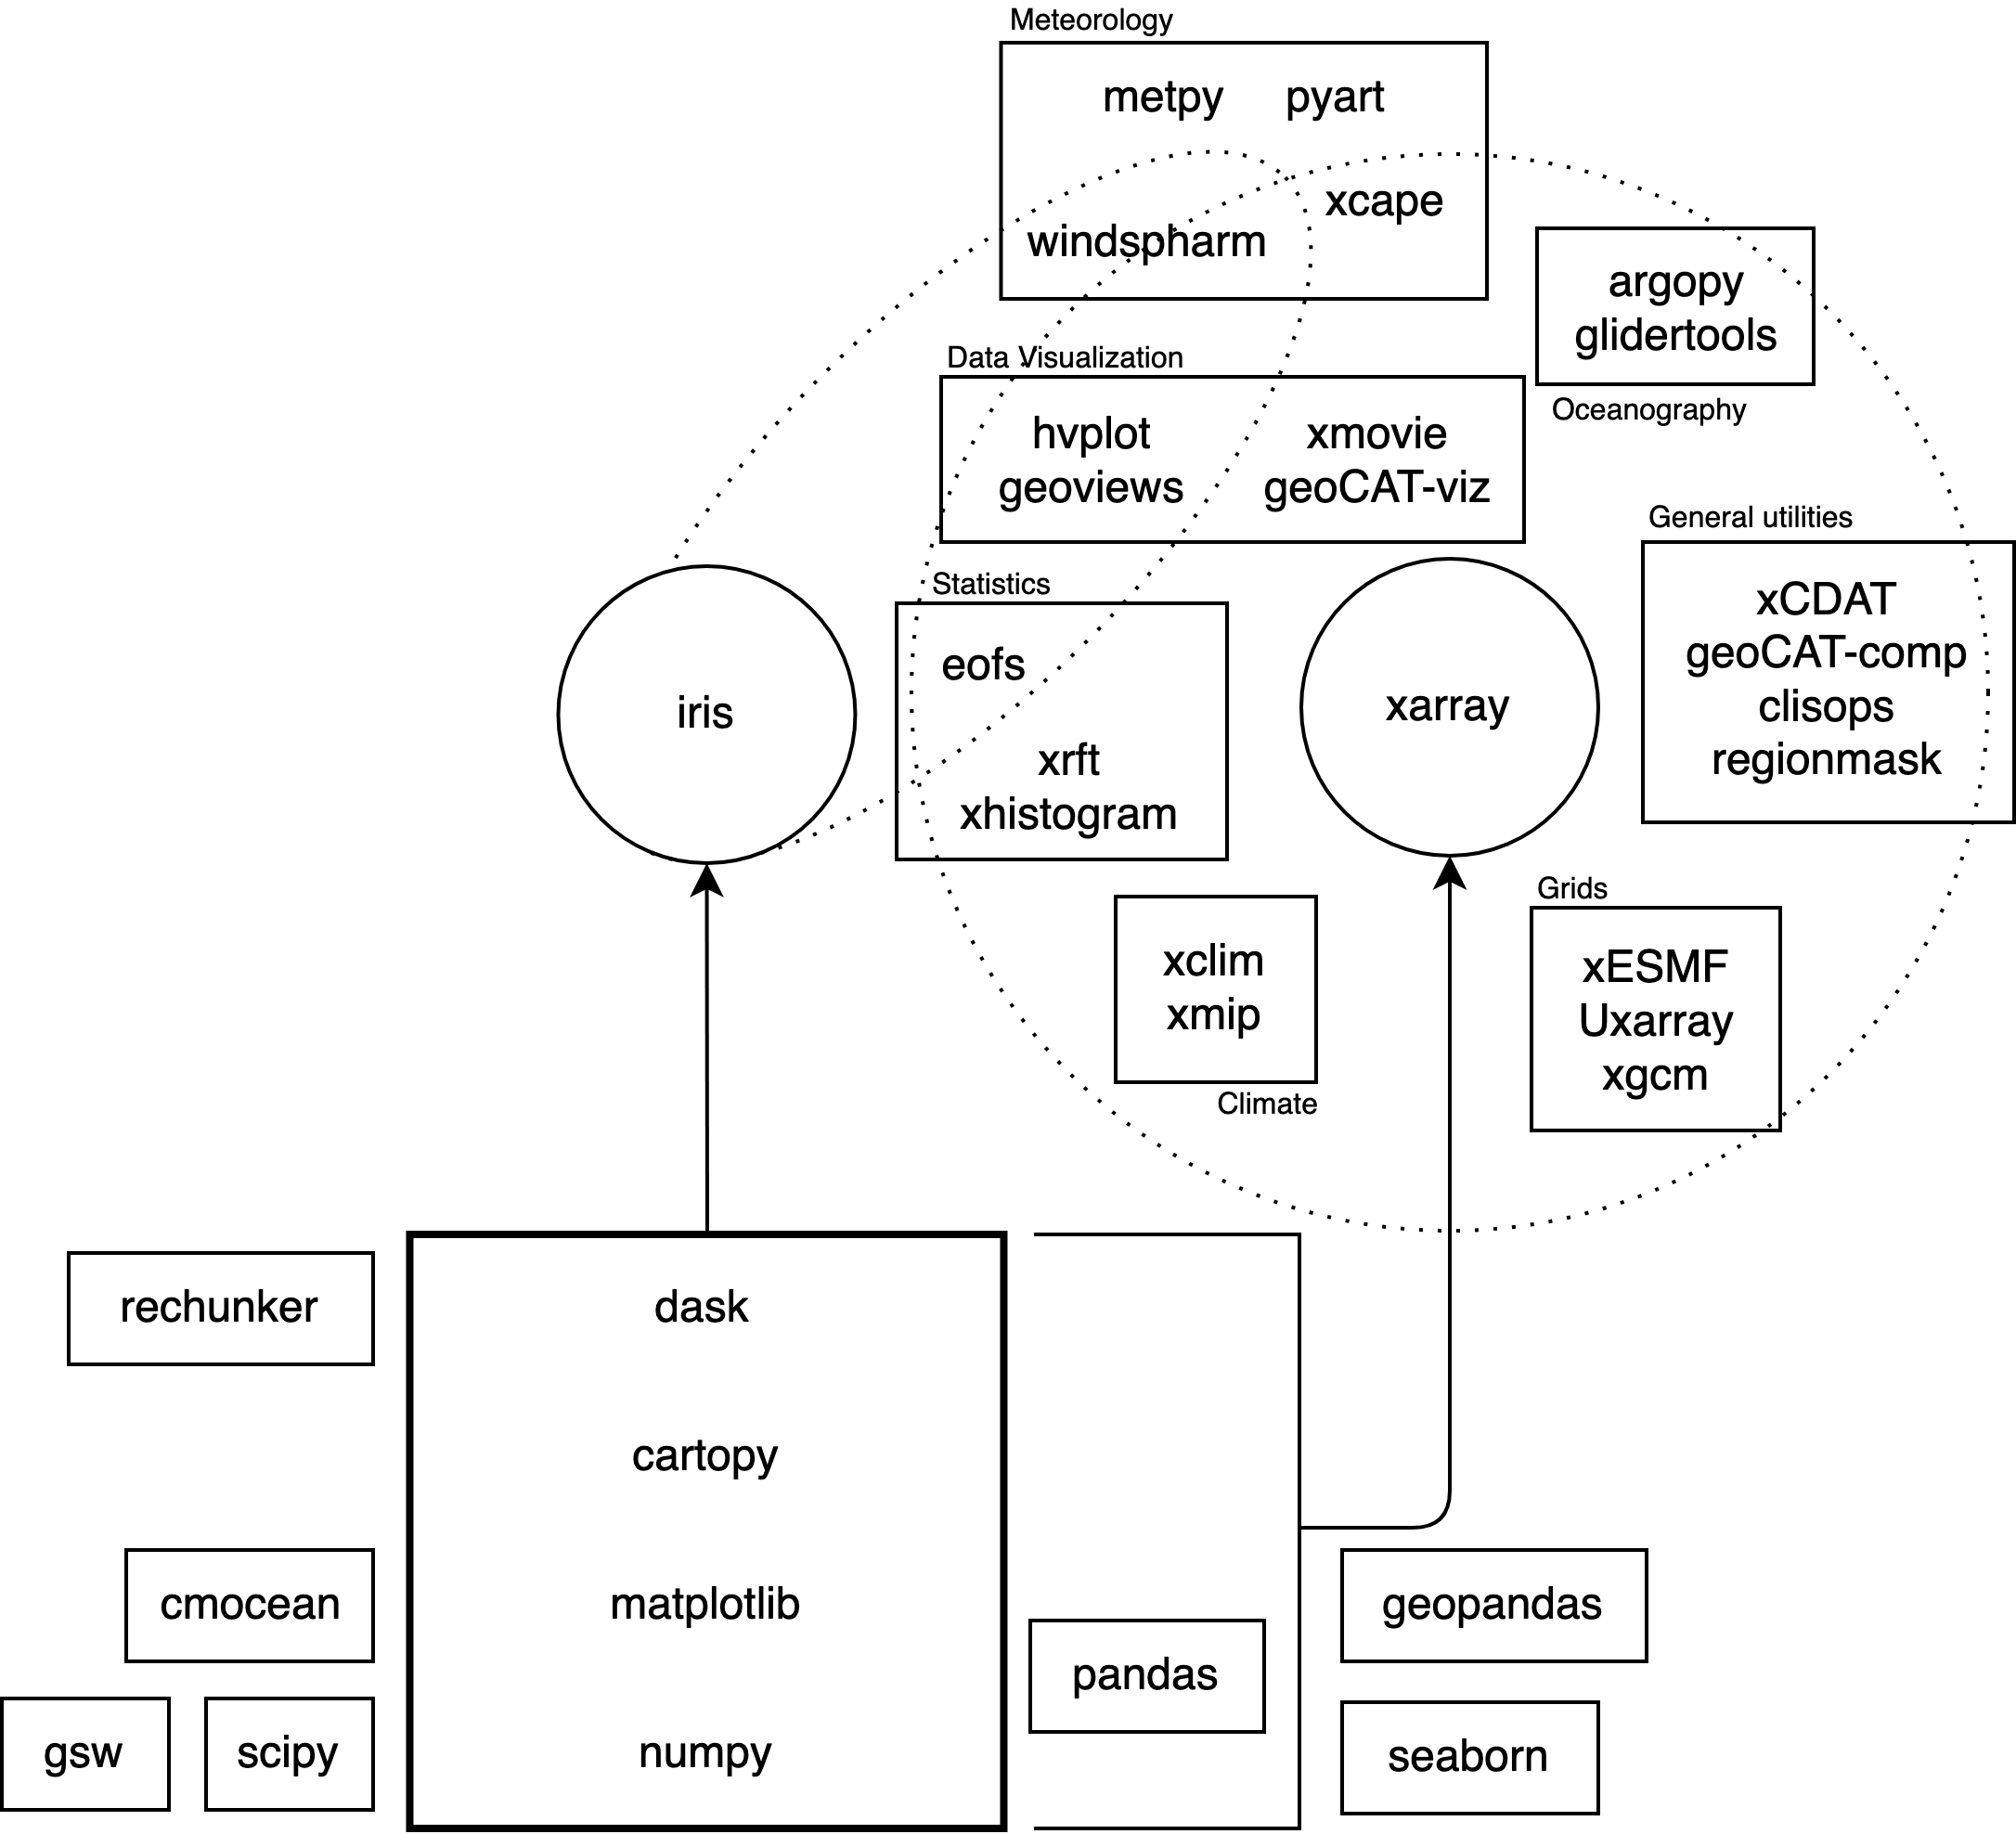 Meteorology
metpy pyart
xcape
windspharm
argopy
glidertools
Oceanography
Data Visualization
hvplot xmovie
geoviews geoCAT-viz
General utilities
xCDAT
geoCAT-comp
clisops
regionmask
Statistics
eofs
xrft
xhistogram
iris
xarray
xclim
xmip
Climate
Grids
xESMF
Uxarray
xgcm
rechunker
dask
cartopy
cmocean
matplotlib
geopandas
pandas
gsw
scipy
numpy
seaborn